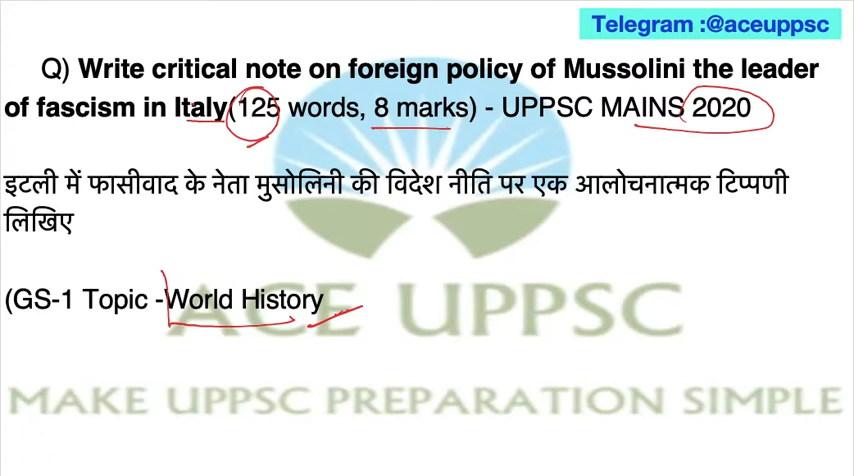 Telegram :@aceuppsc
Q) Write critical note on foreign policy of Mussolini the leader
of fascism in Italy(125 words, 8 marks) - UPPSC MAINS 2020
इटली में फासीवाद के नेता मुसोलिनी की विदेश नीति पर एक आलोचनात्मक टिप्पणी
लिखिए
(GS-1 Topic -World History
ACE UPPSC
MAKE UPPSC PREPARATION SIMPLE